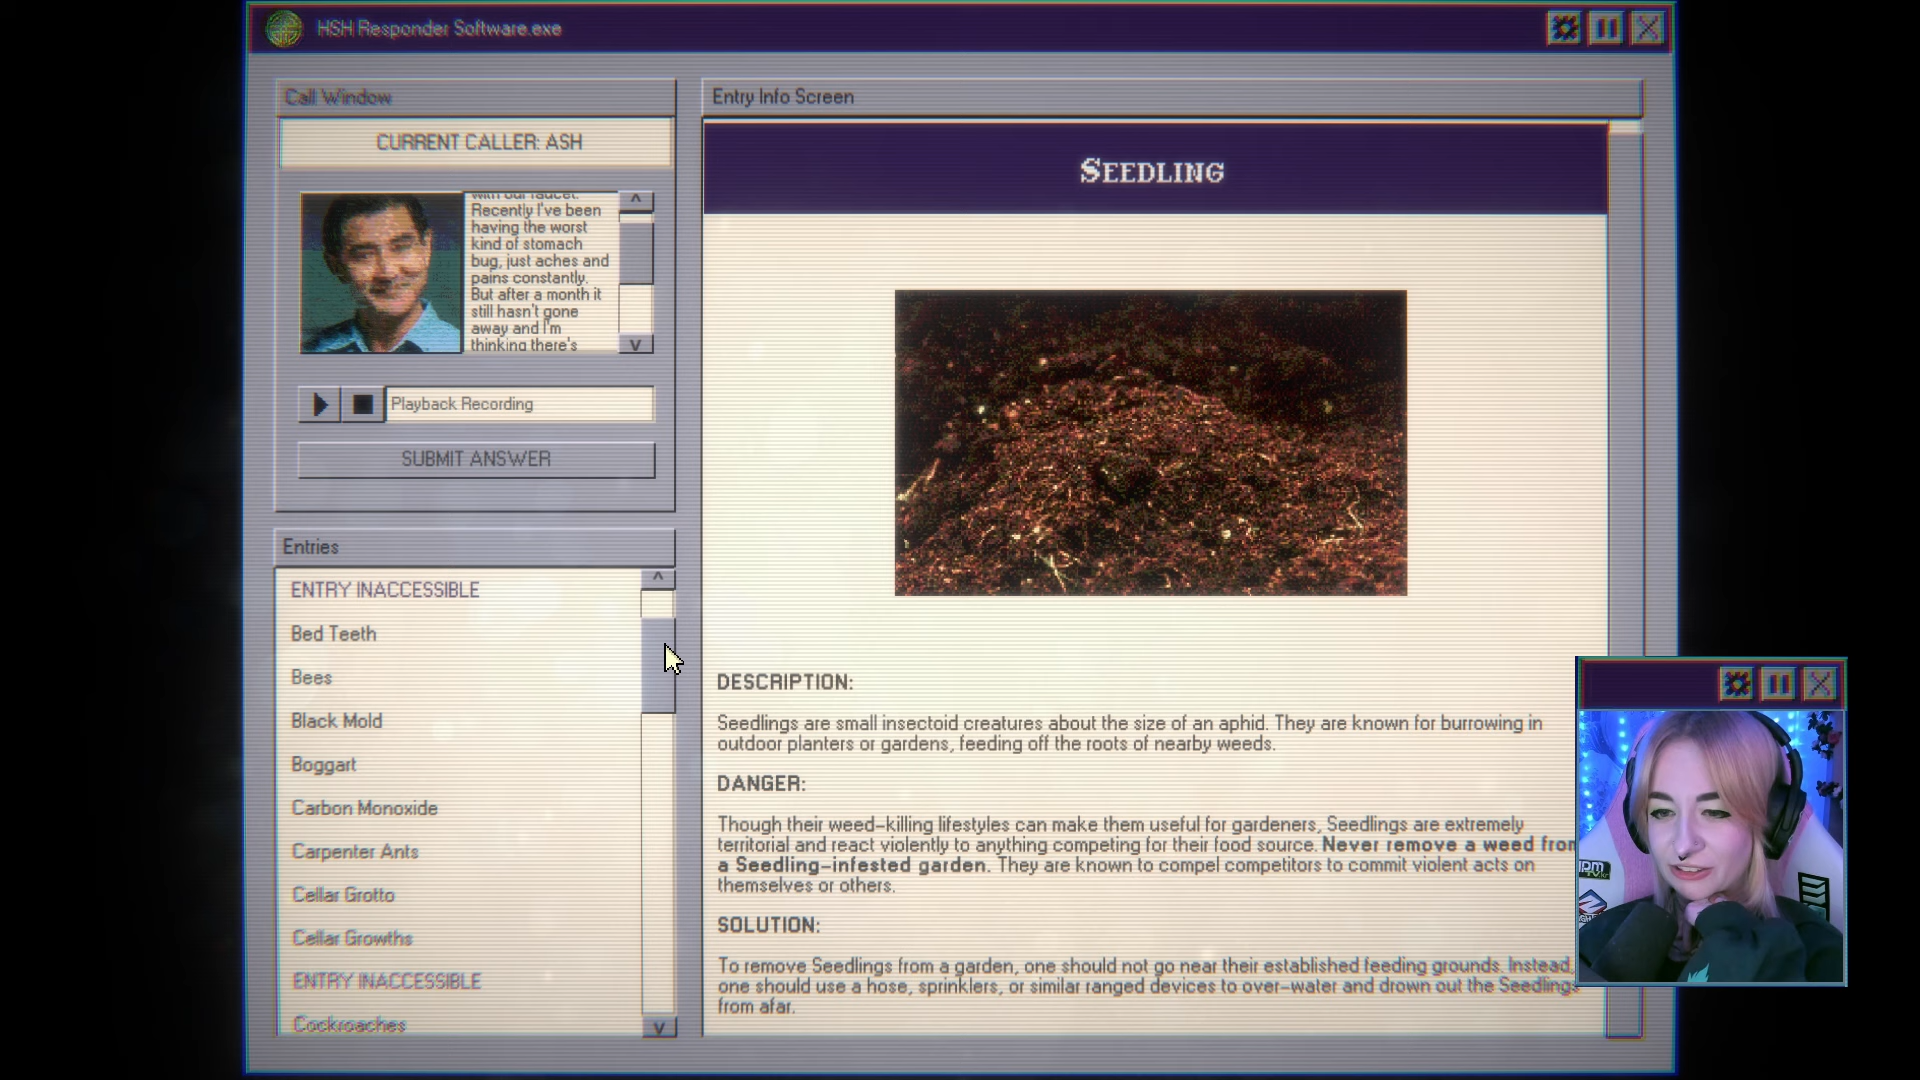 HSH Responder Software.exe
Call Window
CURRENT CALLER: ASH
with our faucet.
Recently I've been
having the worst
kind of stomach
bug, just aches and
pains constantly.
But after a month it
still hasn't gone
away and I'm
thinking there's
Playback Recording
SUBMIT ANSWER
Entries
ENTRY INACCESSIBLE
Bed Teeth
Bees
Black Mold
Boggart
Carbon Monoxide
Carpenter Ants
Cellar Grotto
Cellar Growths
ENTRY INACCESSIBLE
Cockroaches
Entry Info Screen
SEEDLING
DESCRIPTION:
Seedlings are small insectoid creatures about the size of an aphid. They are known for burrowing in
outdoor planters or gardens, feeding off the roots of nearby weeds.
DANGER:
Though their weed-killing lifestyles can make them useful for gardeners, Seedlings are extremely
territorial and react violently to anything competing for their food source. Never remove a weed from
a Seedling-infested garden. They are known to compel competitors to commit violent acts on
themselves or others.
SOLUTION:
To remove Seedlings from a garden, one should not go near their established feeding grounds. Instead,
one should use a hose, sprinklers, or similar ranged devices to over-water and drown out the Seedlings
from afar.